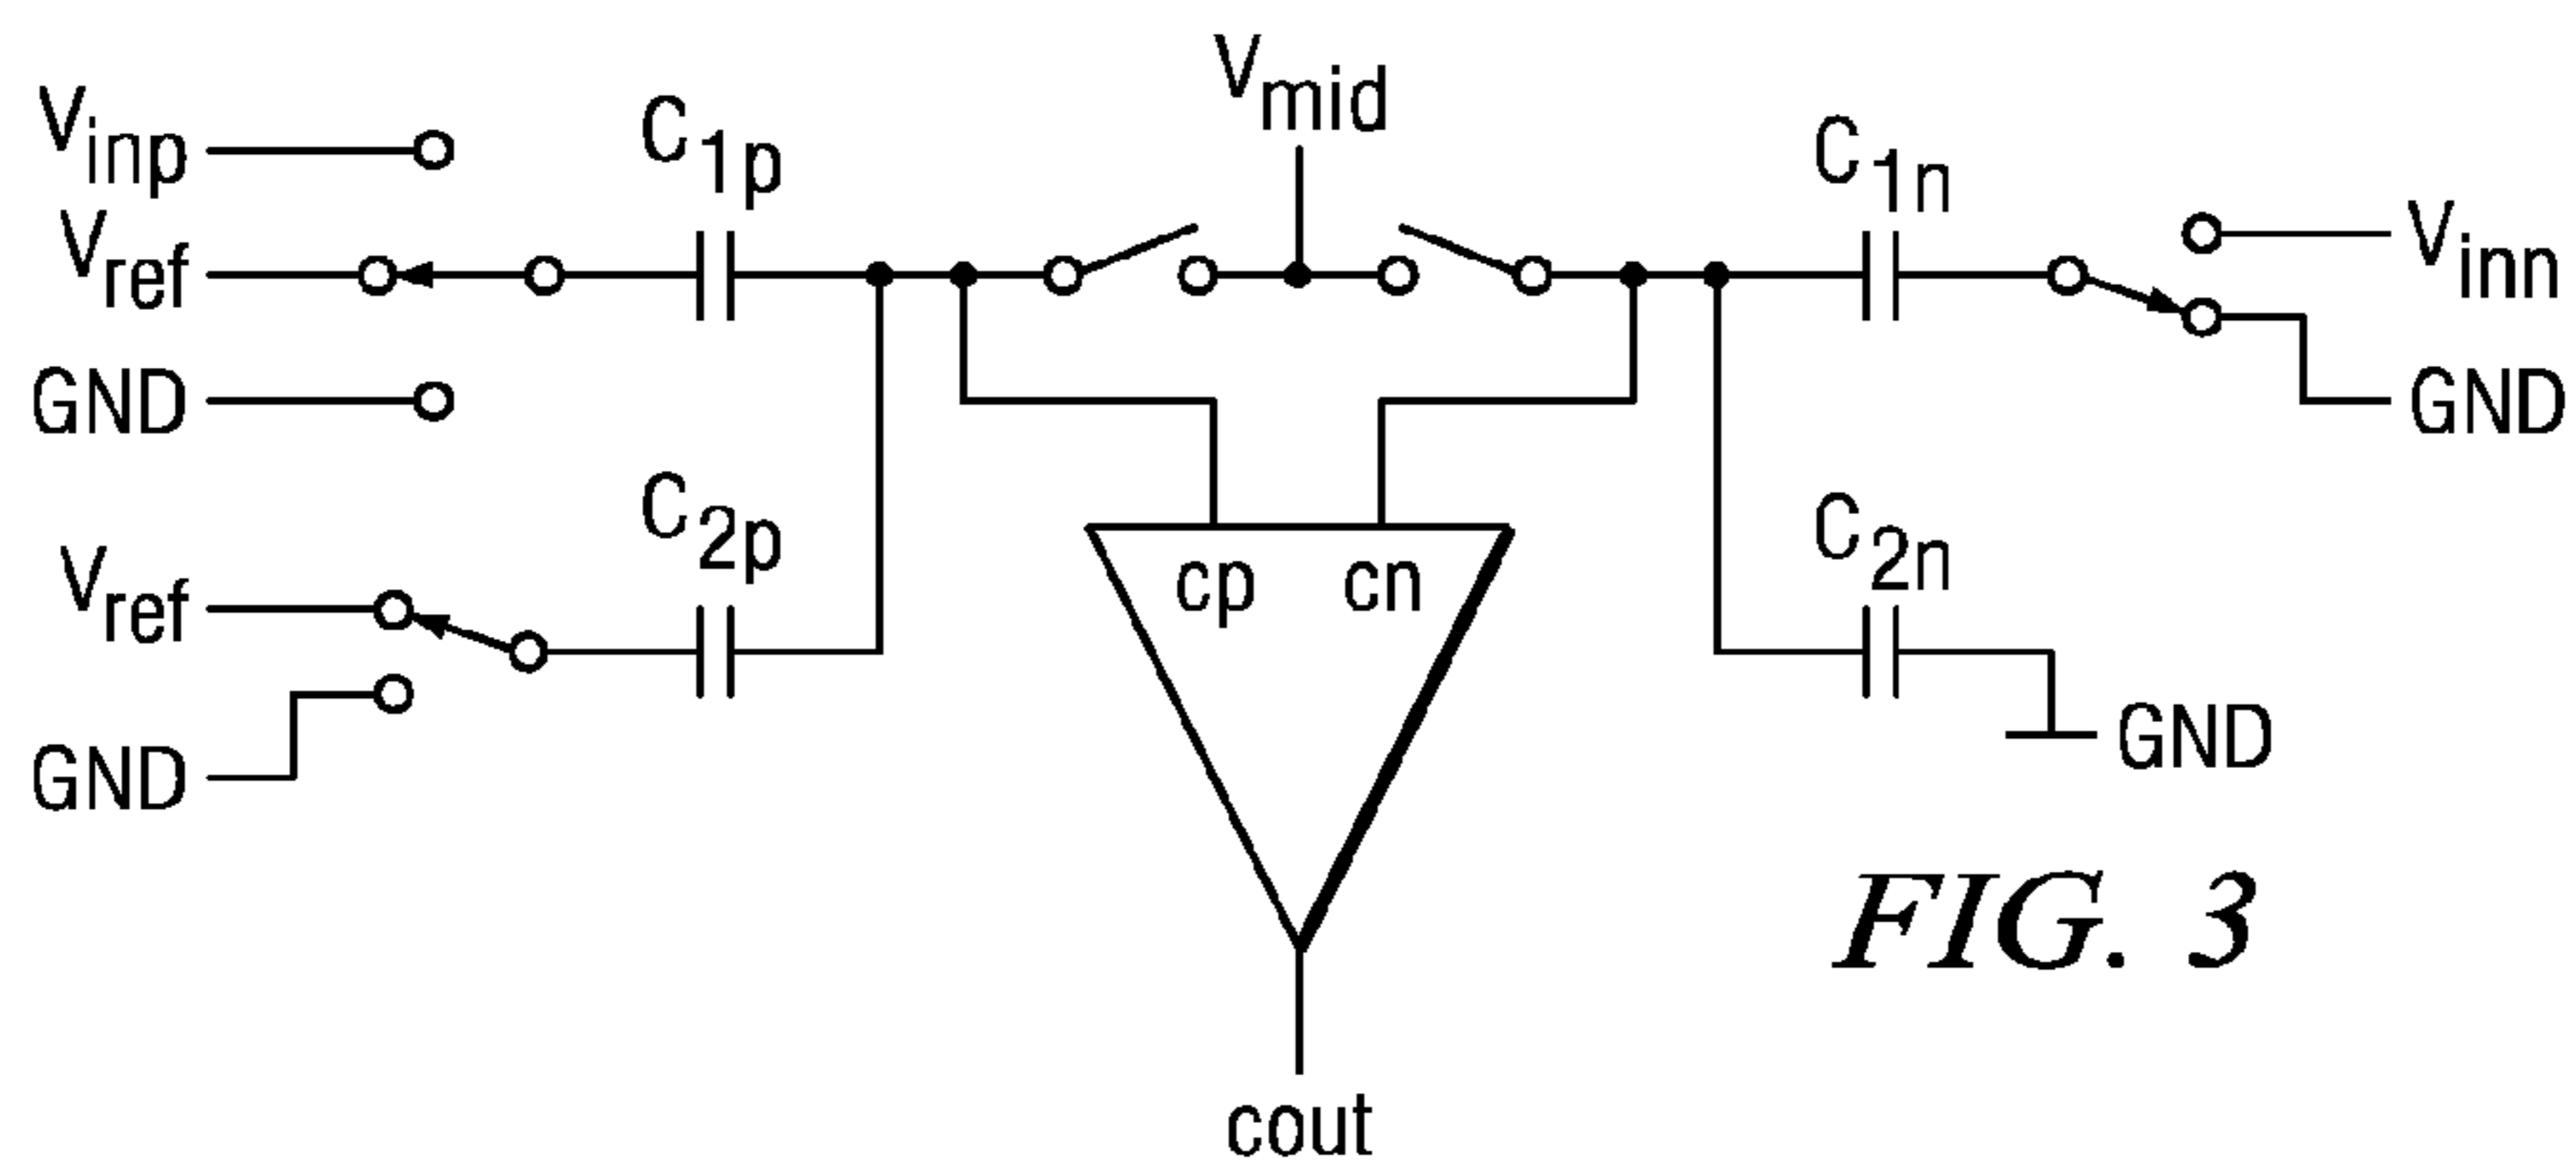 Vmid
Vinp
C1p
C1n
Vref
Vinn
GND
GND
C2p
cp
cn
C2n
Vref
GND
GND
FIG. 3
cout